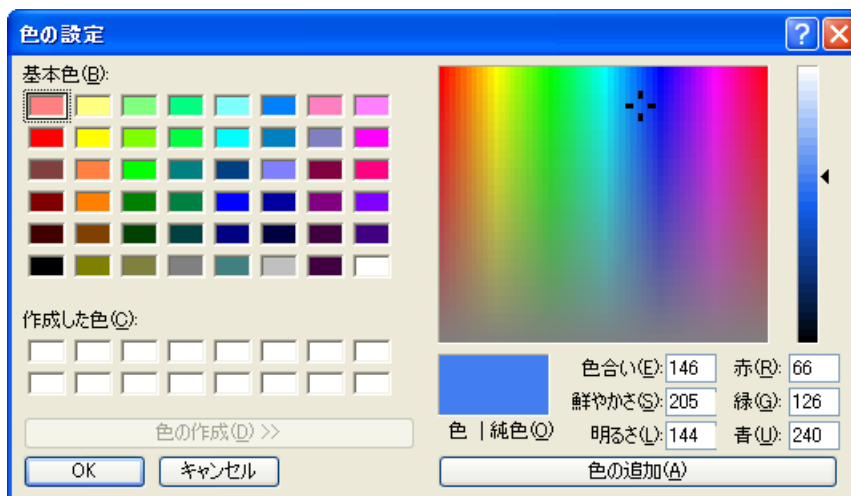 色の設定
基本色(B):
作成した色(C):
色の作成(D) >>
OK
キャンセル
色 | 純色(O)
色合い(E): 146
鮮やかさ(S): 205
明るさ(L): 144
赤(R): 66
緑(G): 126
青(U): 240
色の追加(A)